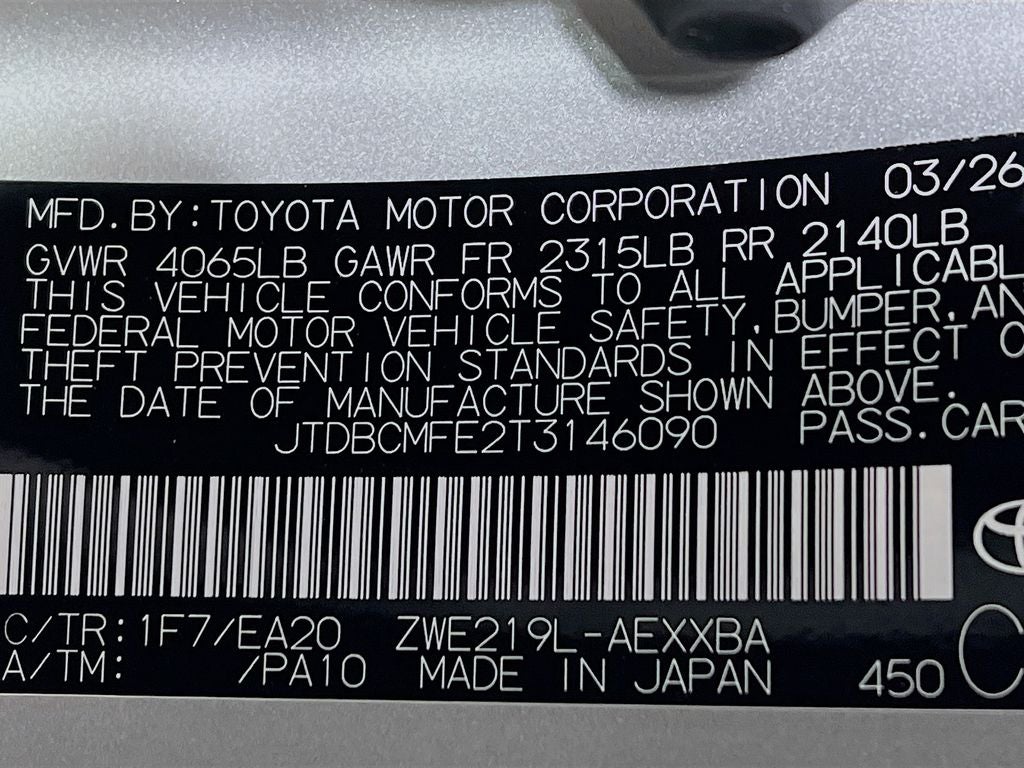 MFD.BY:TOYOTA MOTOR CORPORATION 03/26
GVWR 4065LB GAWR FR 2315LB RR 2140LB
THIS VEHICLE CONFORMS TO ALL APPLICABL
FEDERAL MOTOR VEHICLE SAFETY,BUMPER,AN
THEFT PREVENTION STANDARDS IN EFFECT O
THE DATE OF MANUFACTURE SHOWN ABOVE.
JTDBCMFE2T3146090 PASS.CAR
C/TR:1F7/EA20 ZWE219L-AEXXBA
A/TM: /PA10 MADE IN JAPAN 450 C